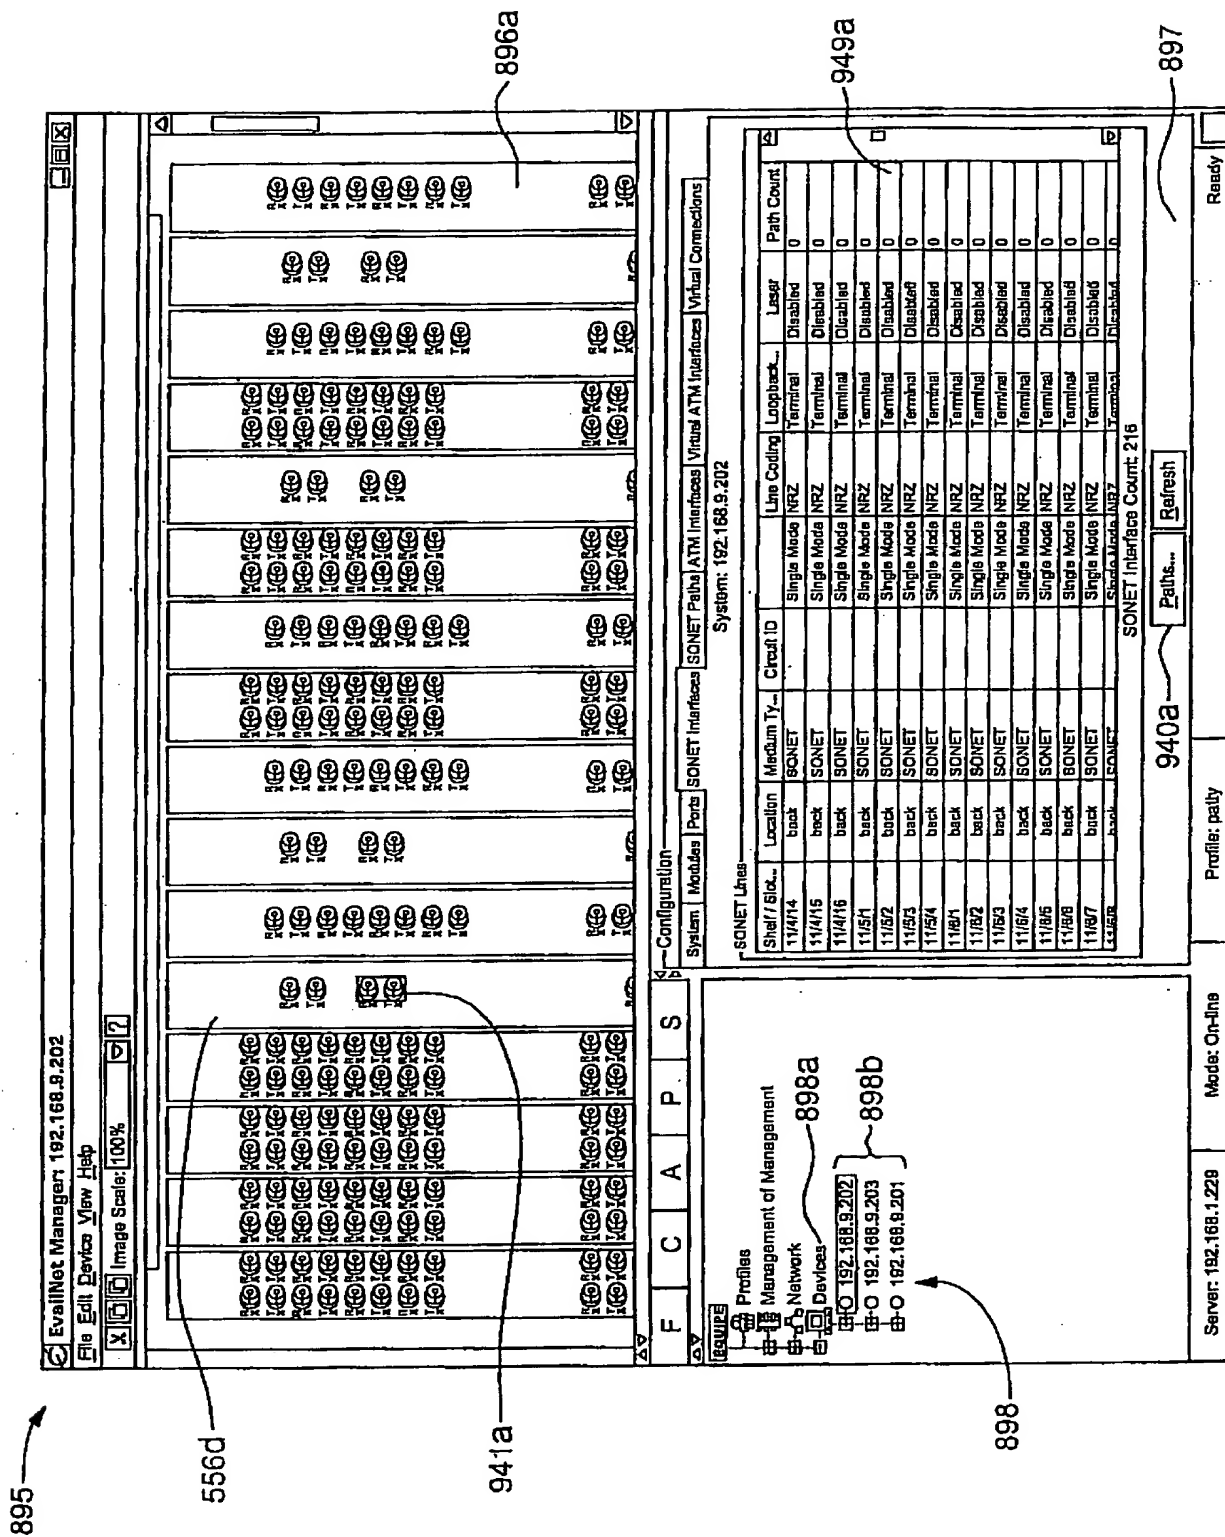 895
EvailNet Manager: 192.168.9.202
File Edit Device View Help
Image Scale: 100%
556d
941a
896a
F C A P S
EQUIPE
Profiles
Management of Management
Network
Devices
192.168.9.202
192.168.9.203
192.168.9.201
898a
898b
898
Configuration
System Modules Ports SONET Interfaces SONET Paths ATM Interfaces Virtual ATM Interfaces Virtual Connections
System: 192.168.9.202
SONET Lines
Shelf / Slot... Location Medium Ty... Circuit ID Line Coding Loopback... Laser Path Count
11/4/14 back SONET Single Mode NRZ Terminal Disabled 0
11/4/15 back SONET Single Mode NRZ Terminal Disabled 0
11/4/16 back SONET Single Mode NRZ Terminal Disabled 0
11/5/1 back SONET Single Mode NRZ Terminal Disabled 0
11/5/2 back SONET Single Mode NRZ Terminal Disabled 0
11/5/3 back SONET Single Mode NRZ Terminal Disabled 0
11/5/4 back SONET Single Mode NRZ Terminal Disabled 0
11/6/1 back SONET Single Mode NRZ Terminal Disabled 0
11/6/2 back SONET Single Mode NRZ Terminal Disabled 0
11/6/3 back SONET Single Mode NRZ Terminal Disabled 0
11/6/4 back SONET Single Mode NRZ Terminal Disabled 0
11/6/5 back SONET Single Mode NRZ Terminal Disabled 0
11/6/6 back SONET Single Mode NRZ Terminal Disabled 0
11/6/7 back SONET Single Mode NRZ Terminal Disabled 0
11/6/8 back SONET Single Mode NRZ Terminal Disabled 0
949a
SONET Interface Count: 216
Paths... Refresh
940a
897
Server: 192.168.1.229 Mode: On-line Profile: patty Ready